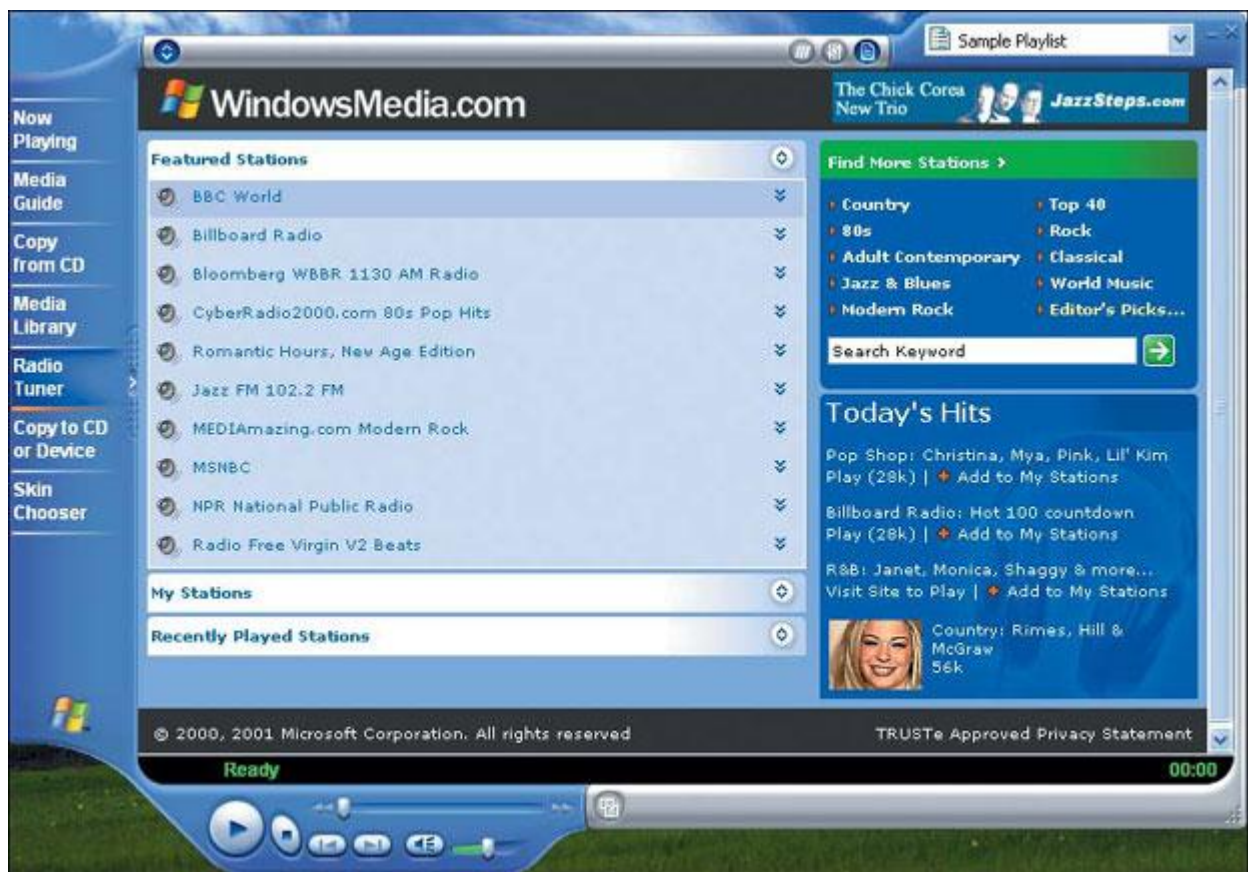 Sample Playlist
Now
Playing
Media
Guide
Copy
from CD
Media
Library
Radio
Tuner
Copy to CD
or Device
Skin
Chooser
WindowsMedia.com
The Chick Corea
New Trio
JazzSteps.com
Featured Stations
BBC World
Billboard Radio
Bloomberg WBBR 1130 AM Radio
CyberRadio2000.com 80s Pop Hits
Romantic Hours, New Age Edition
Jazz FM 102.2 FM
MEDIAmazing.com Modern Rock
MSNBC
NPR National Public Radio
Radio Free Virgin V2 Beats
My Stations
Recently Played Stations
Find More Stations >
Country
Top 40
80s
Rock
Adult Contemporary
Classical
Jazz & Blues
World Music
Modern Rock
Editor's Picks...
Search Keyword
Today's Hits
Pop Shop: Christina, Mya, Pink, Lil' Kim
Play (28k) | + Add to My Stations
Billboard Radio: Hot 100 countdown
Play (28k) | + Add to My Stations
R&B: Janet, Monica, Shaggy & more...
Visit Site to Play | + Add to My Stations
Country: Rimes, Hill &
McGraw
56k
© 2000, 2001 Microsoft Corporation. All rights reserved
TRUSTe Approved Privacy Statement
Ready
00:00